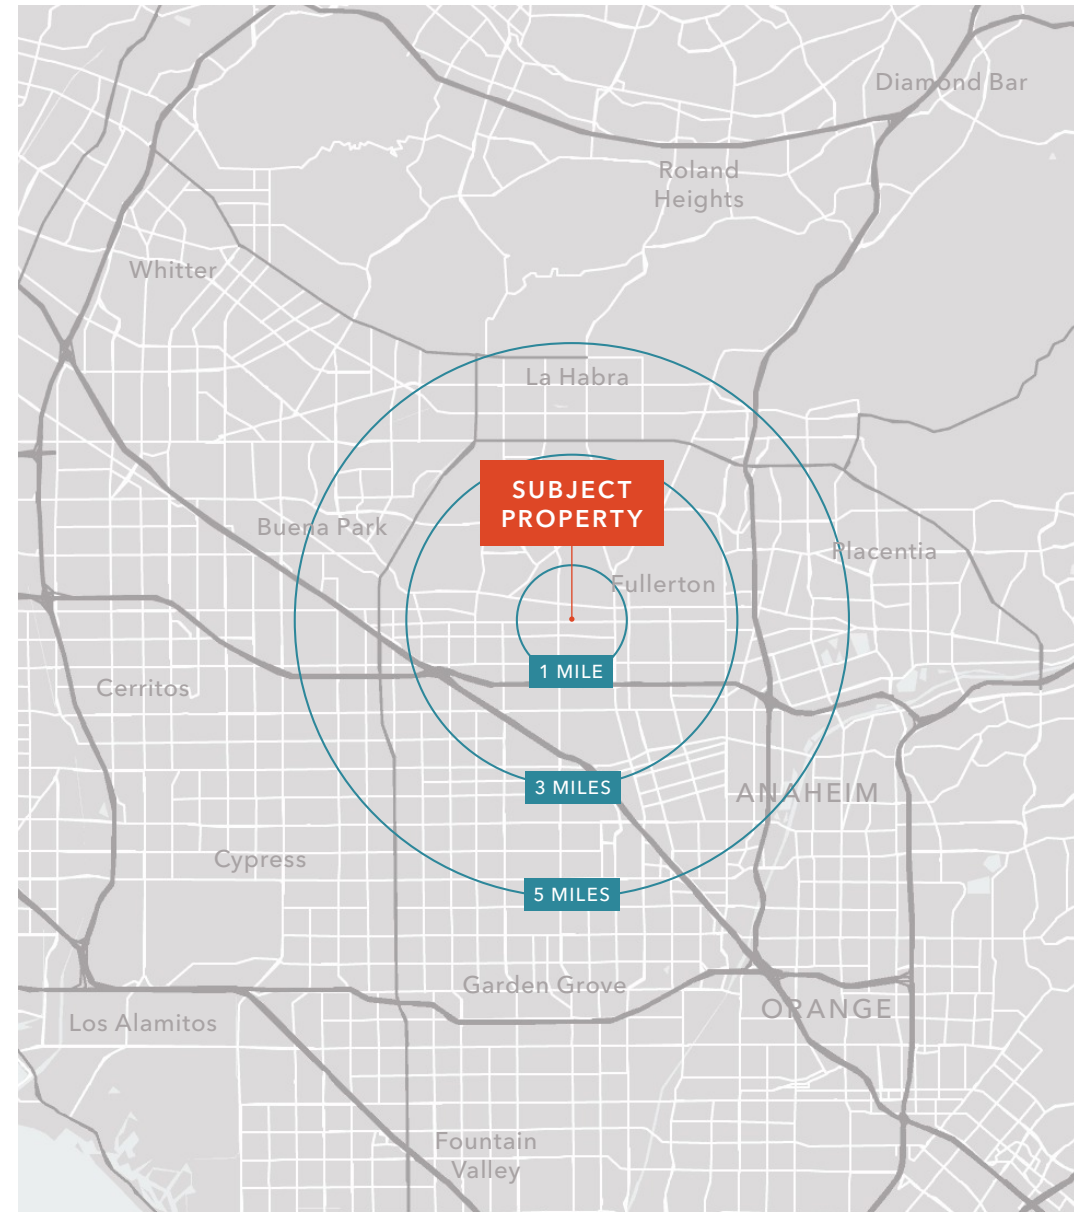 Diamond Bar
Roland
Heights
Whitter
La Habra
SUBJECT
PROPERTY
Buena Park
Placentia
Fullerton
1 MILE
Cerritos
3 MILES
ANAHEIM
Cypress
5 MILES
Garden Grove
ORANGE
Los Alamitos
Fountain
Valley